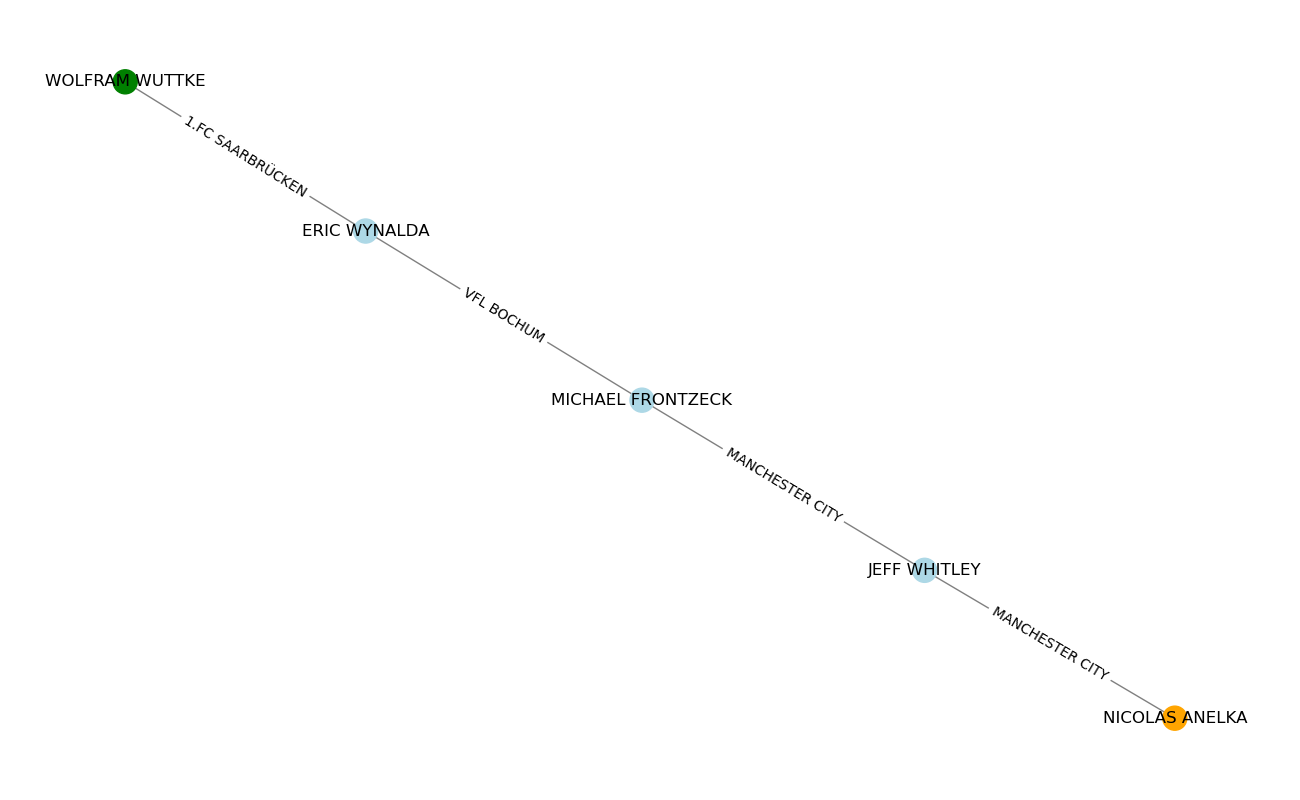 WOLFRAM WUTTKE
1.FC SAARBRÜCKEN
ERIC WYNALDA
VFL BOCHUM
MICHAEL FRONTZECK
MANCHESTER CITY
JEFF WHITLEY
MANCHESTER CITY
NICOLAS ANELKA